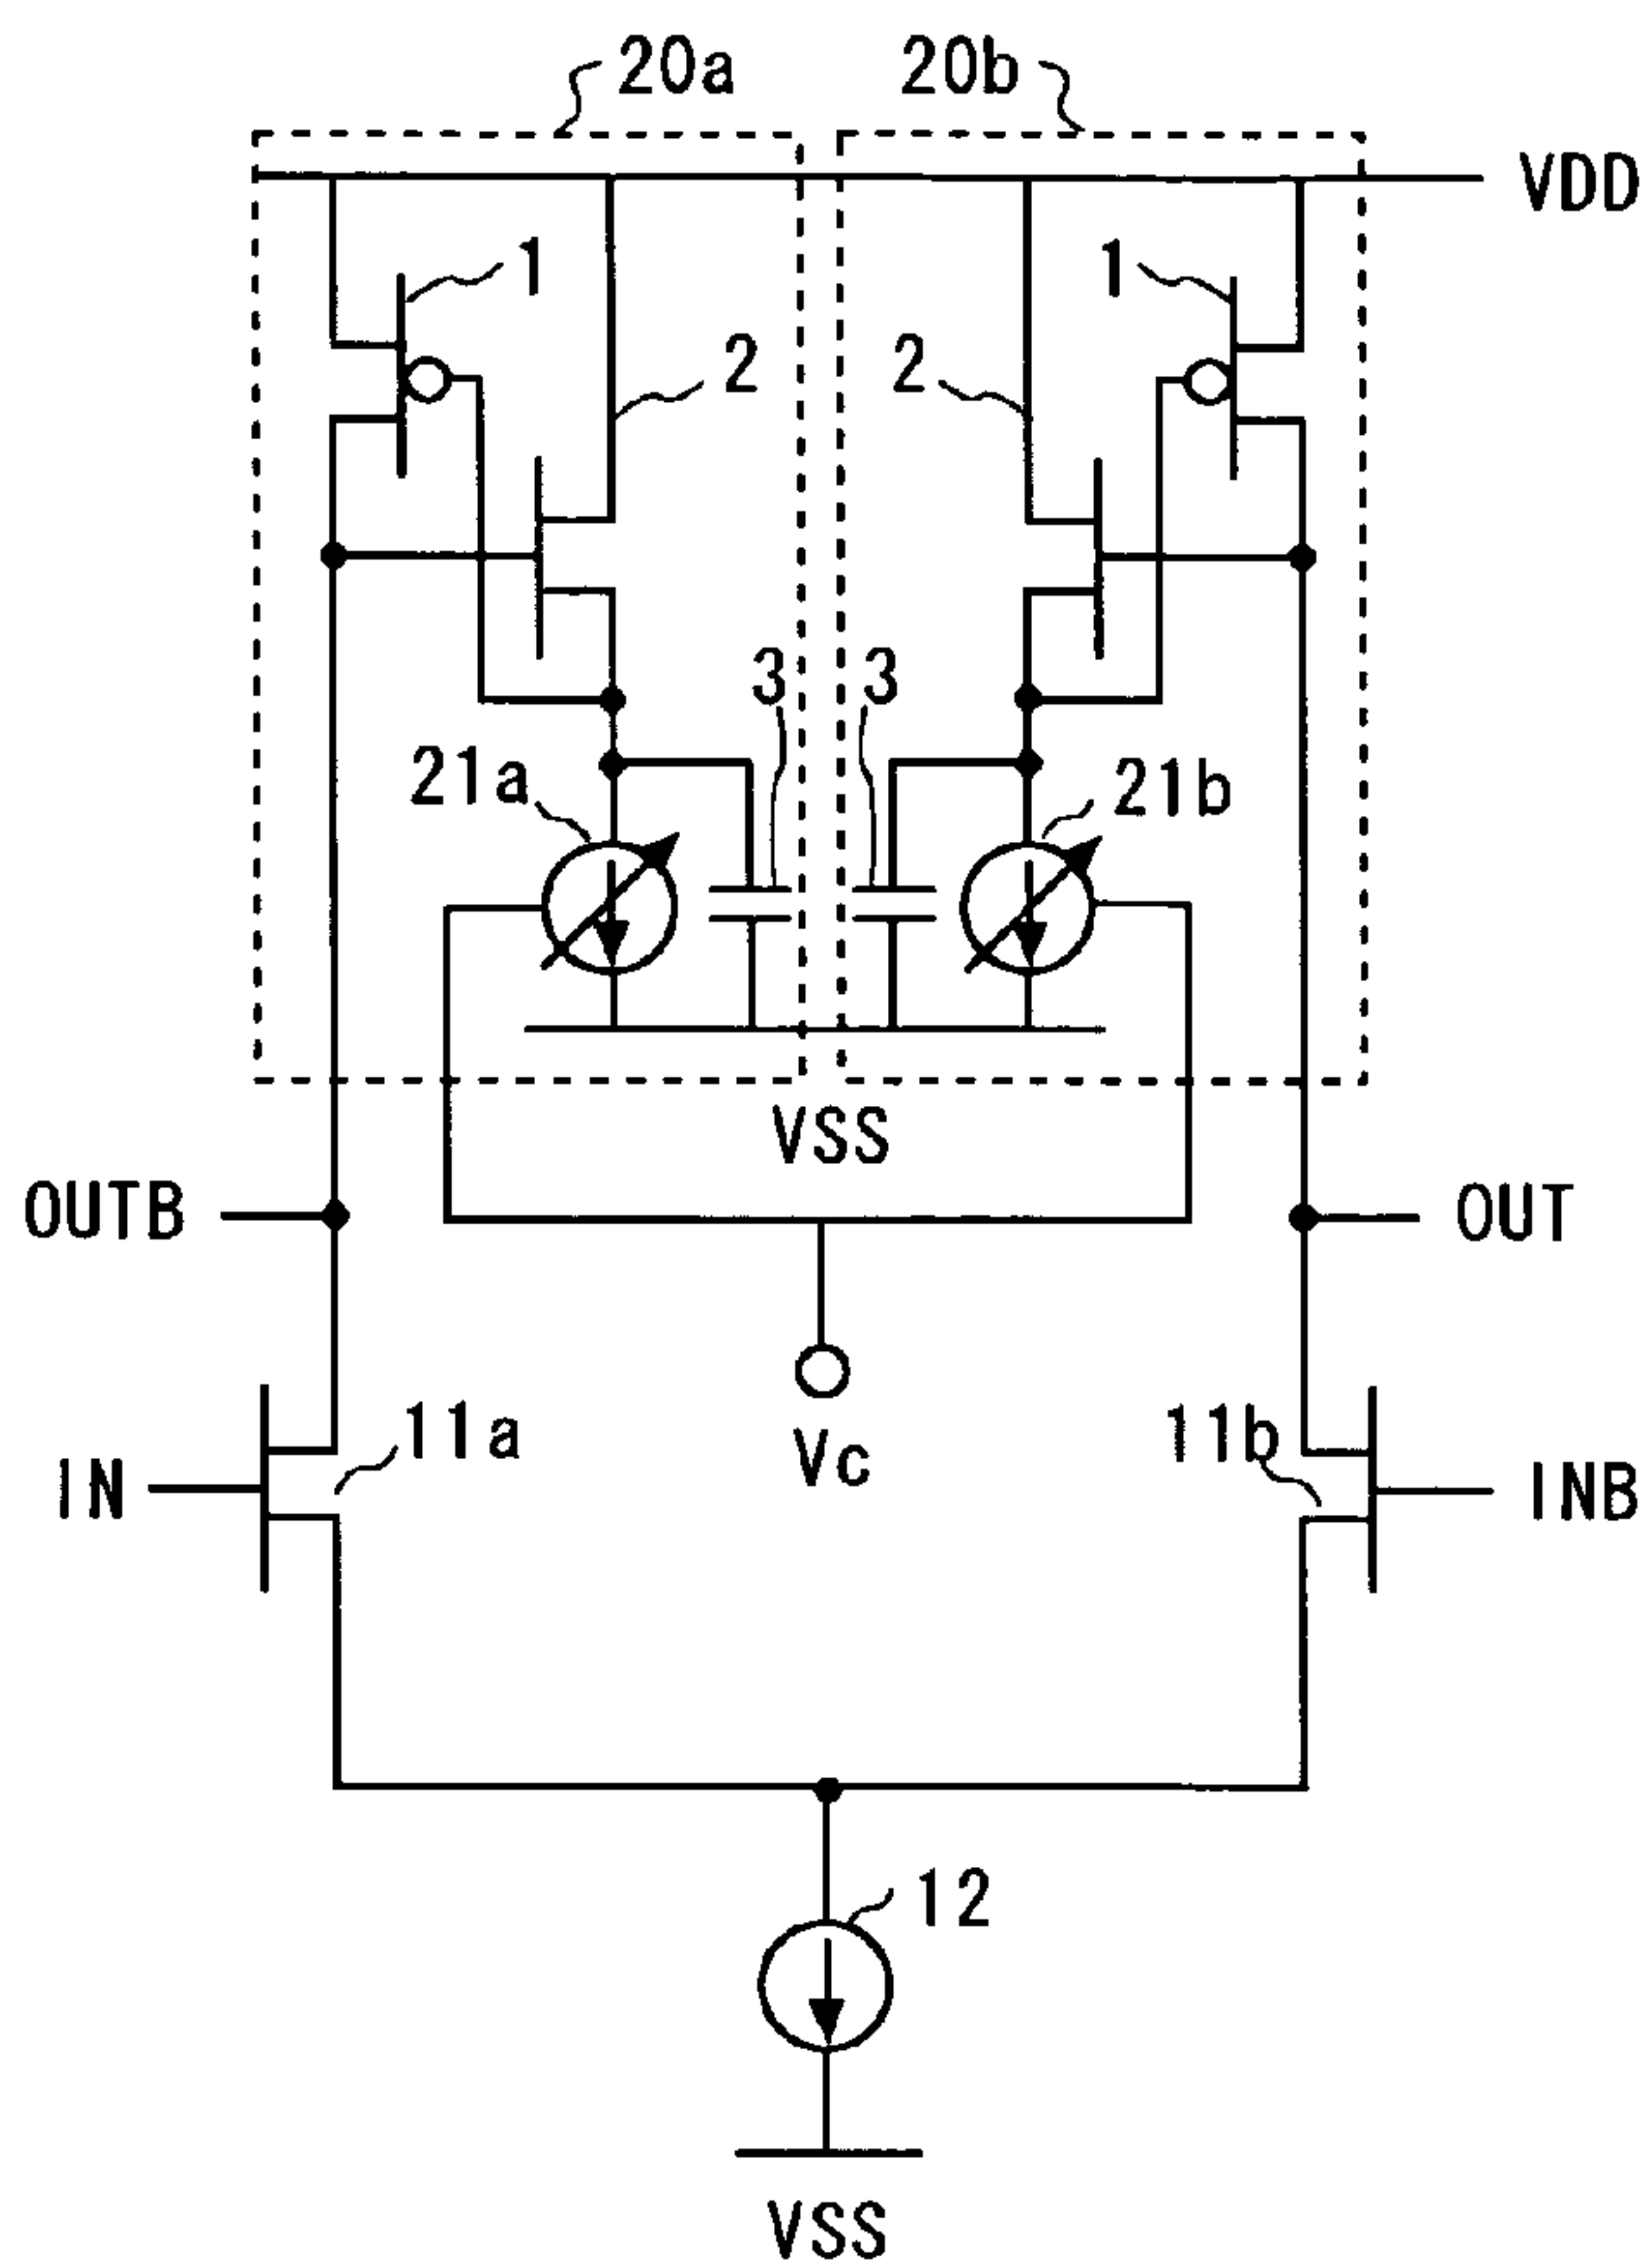 20a 20b
VDD
1 1
2 2
3 3
21a 21b
VSS
OUTB OUT
Vc
11a 11b
IN INB
12
VSS